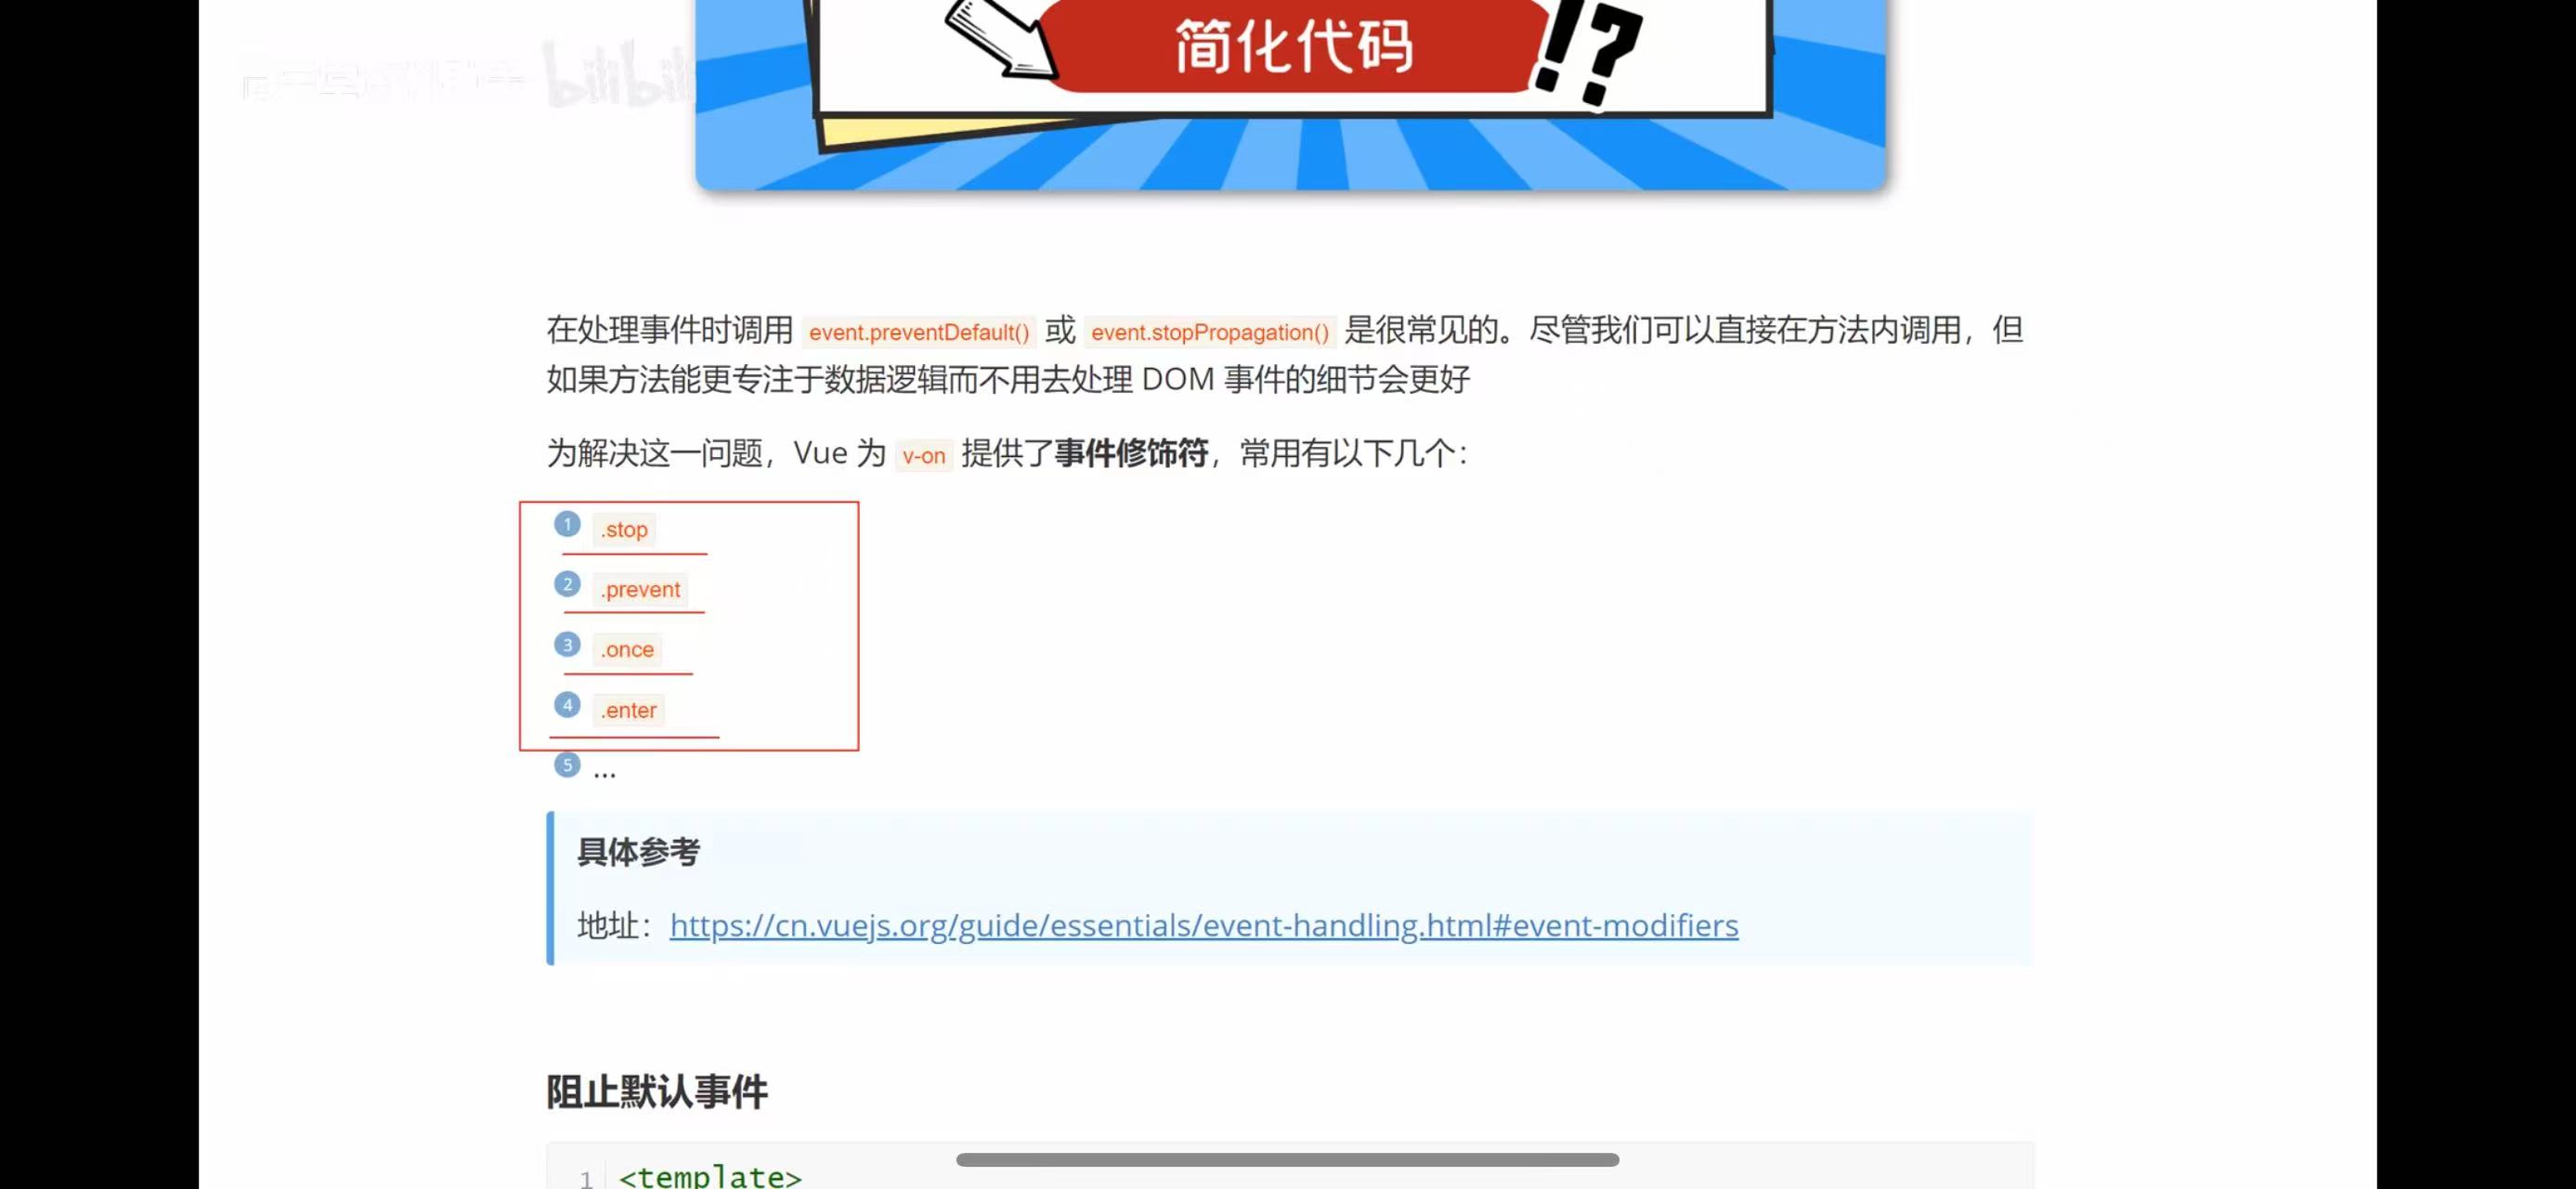 简化代码!?
bilibili
在处理事件时调用 event.preventDefault() 或 event.stopPropagation() 是很常见的。尽管我们可以直接在方法内调用，但
如果方法能更专注于数据逻辑而不用去处理 DOM 事件的细节会更好
为解决这一问题，Vue 为 v-on 提供了事件修饰符，常用有以下几个：
1 .stop
2 .prevent
3 .once
4 .enter
5 ...
具体参考
地址：https://cn.vuejs.org/guide/essentials/event-handling.html#event-modifiers
阻止默认事件
1 <template>